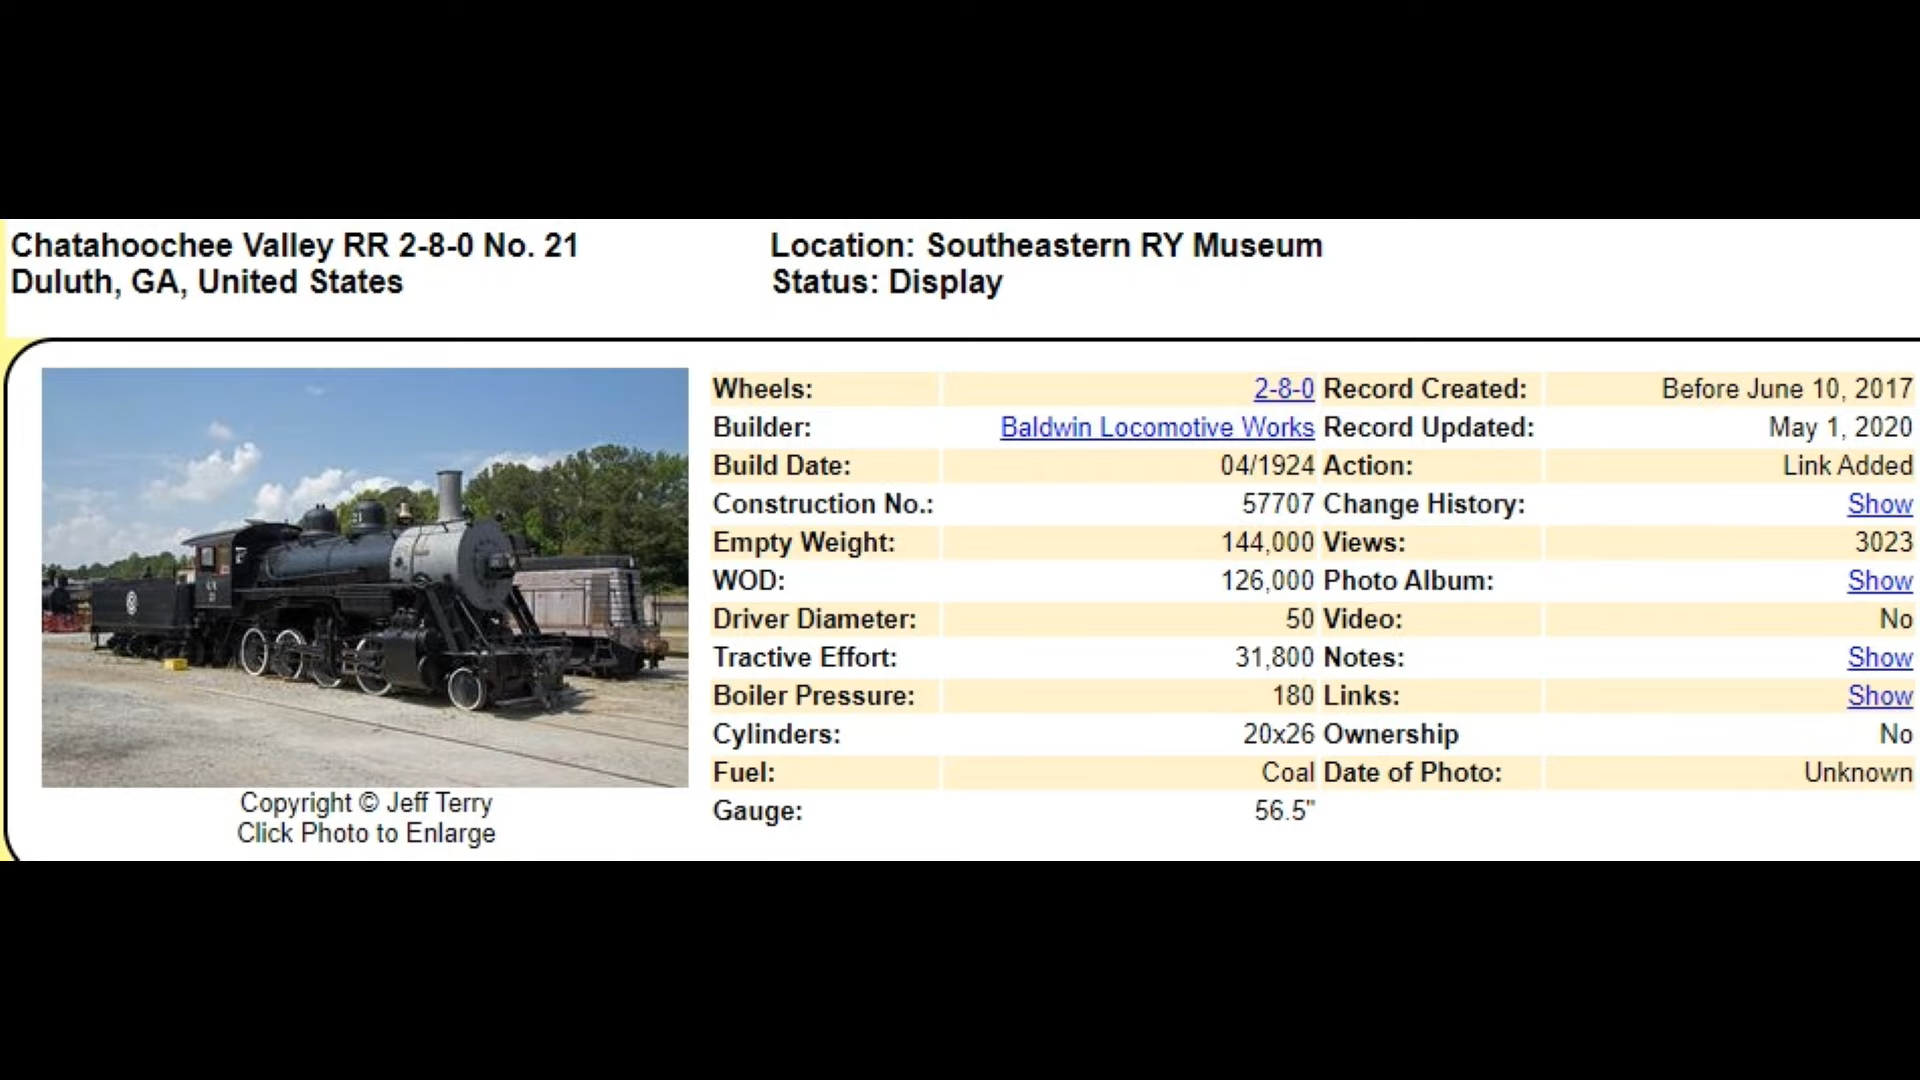 Chatahoochee Valley RR 2-8-0 No. 21
Duluth, GA, United States
Location: Southeastern RY Museum
Status: Display
Copyright © Jeff Terry
Click Photo to Enlarge
Wheels: 2-8-0 Record Created: Before June 10, 2017
Builder: Baldwin Locomotive Works Record Updated: May 1, 2020
Build Date: 04/1924 Action: Link Added
Construction No.: 57707 Change History: Show
Empty Weight: 144,000 Views: 3023
WOD: 126,000 Photo Album: Show
Driver Diameter: 50 Video: No
Tractive Effort: 31,800 Notes: Show
Boiler Pressure: 180 Links: Show
Cylinders: 20x26 Ownership No
Fuel: Coal Date of Photo: Unknown
Gauge: 56.5"